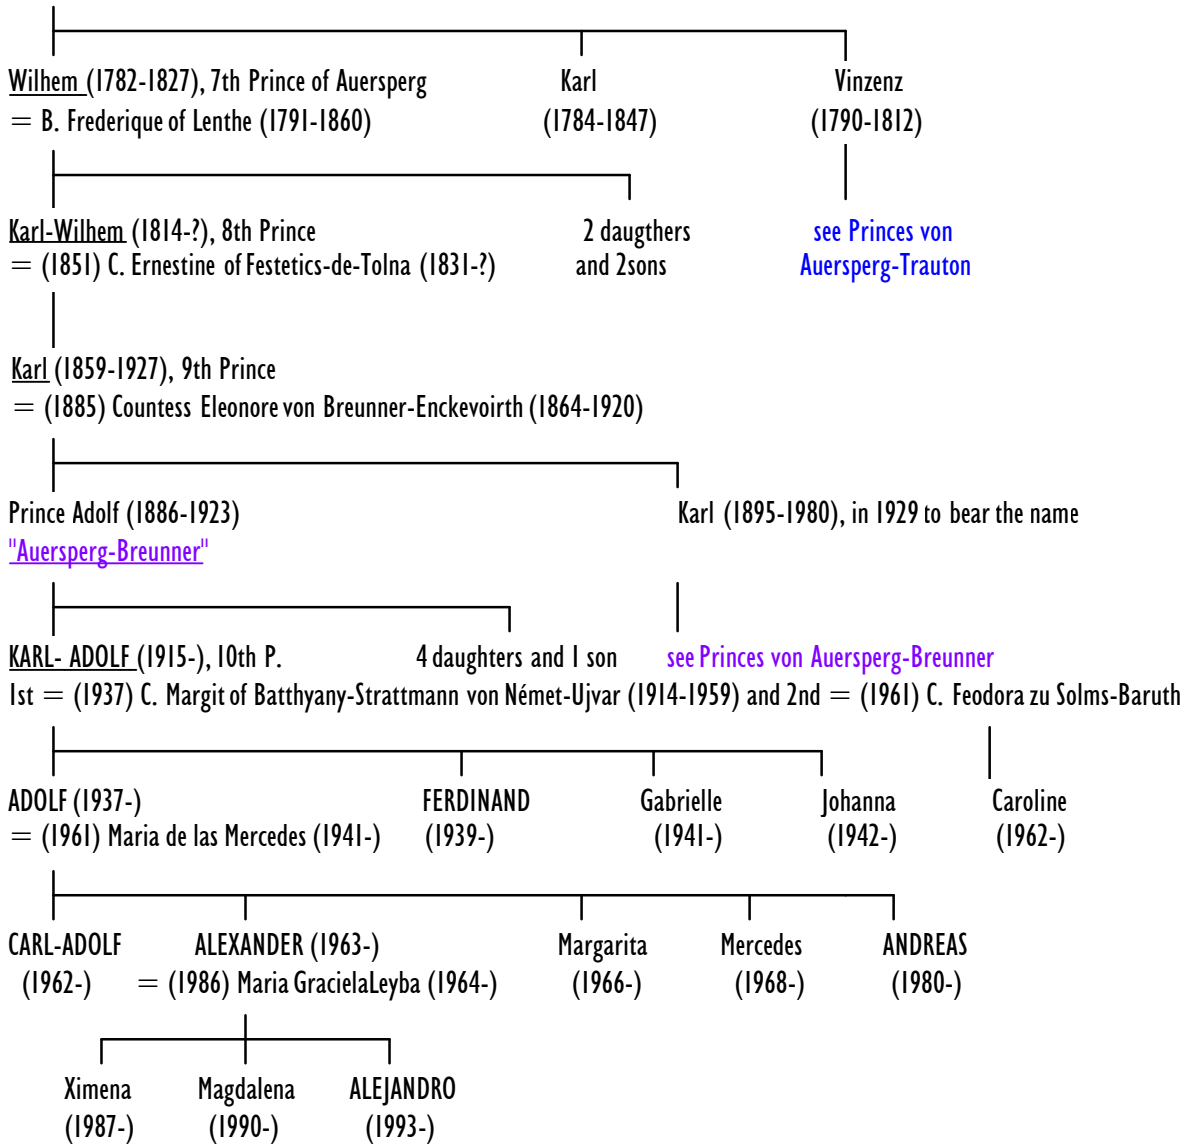 Wilhem (1782-1827), 7th Prince of Auersperg Karl Vinzenz
= B. Frederique of Lenthe (1791-1860) (1784-1847) (1790-1812)
Karl-Wilhem (1814-?), 8th Prince 2 daugthers see Princes von
= (1851) C. Ernestine of Festetics-de-Tolna (1831-?) and 2sons Auersperg-Trauton
Karl (1859-1927), 9th Prince
= (1885) Countess Eleonore von Breunner-Enckevoirth (1864-1920)
Prince Adolf (1886-1923) Karl (1895-1980), in 1929 to bear the name
"Auersperg-Breunner"
KARL- ADOLF (1915-), 10th P. 4 daughters and 1 son see Princes von Auersperg-Breunner
1st = (1937) C. Margit of Batthyany-Strattmann von Német-Ujvar (1914-1959) and 2nd = (1961) C. Feodora zu Solms-Baruth
ADOLF (1937-) FERDINAND Gabrielle Johanna Caroline
= (1961) Maria de las Mercedes (1941-) (1939-) (1941-) (1942-) (1962-)
CARL-ADOLF ALEXANDER (1963-) Margarita Mercedes ANDREAS
(1962-) = (1986) Maria GracielaLeyba (1964-) (1966-) (1968-) (1980-)
Ximena Magdalena ALEJANDRO
(1987-) (1990-) (1993-)